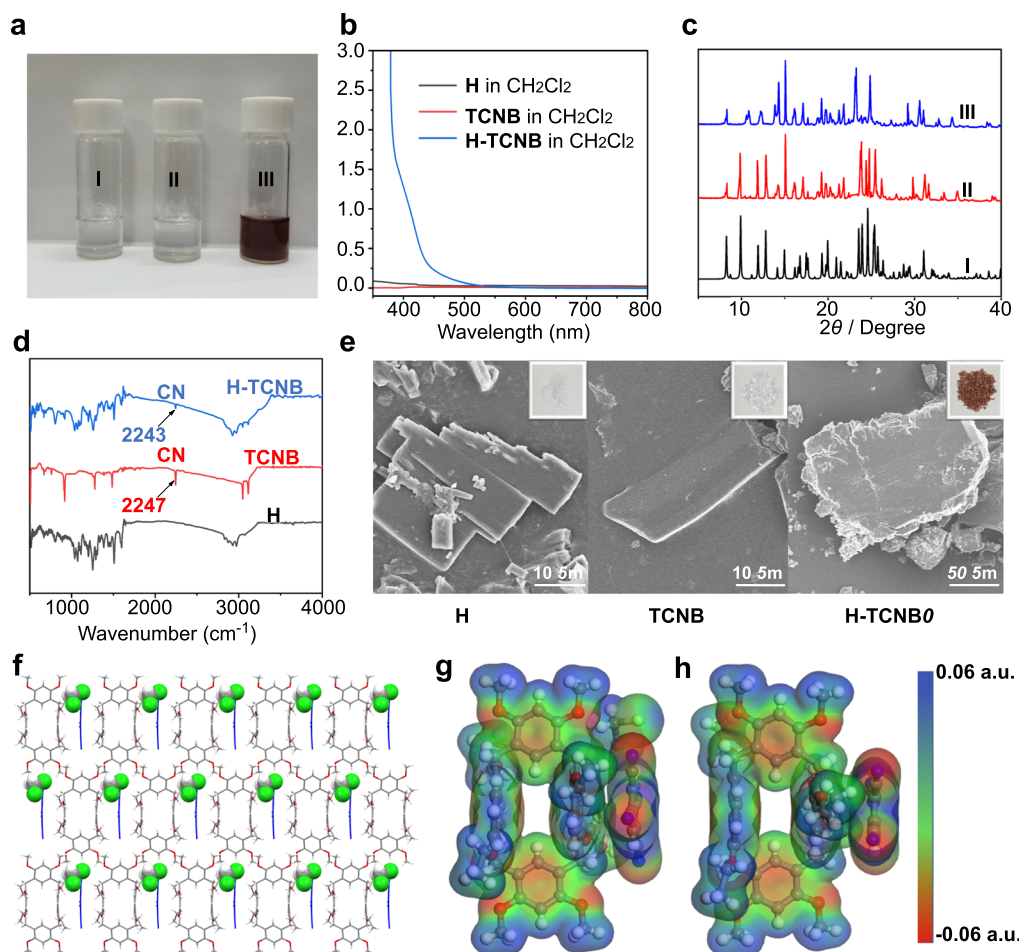 a
I
II
III
b
3.0
2.5
2.0
1.5
1.0
0.5
0.0
H in CH2Cl2
TCNB in CH2Cl2
H-TCNB in CH2Cl2
400
500
600
700
800
Wavelength (nm)
c
III
II
I
10
20
30
40
5
2θ / Degree
d
CN
H-TCNB
2243
CN
TCNB
2247
H
1000
2000
3000
4000
Wavenumber (cm-1)
e
10 5m
10 5m
50 5m
H
TCNB
H-TCNB0
f
g
h
0.06 a.u.
-0.06 a.u.